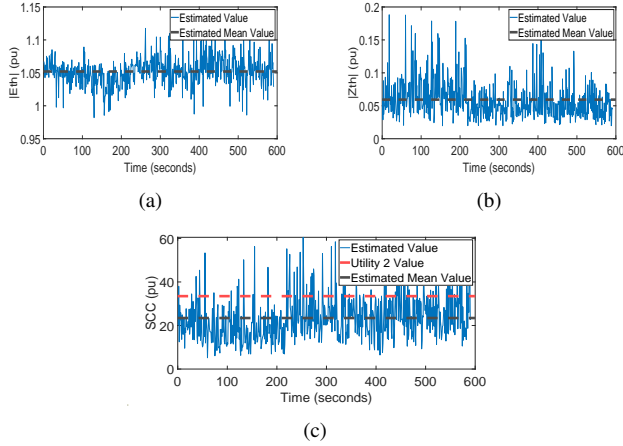 1.15
1.1
1.05
1
0.95
|Eth| (pu)
Estimated Value
Estimated Mean Value
0 100 200 300 400 500 600
Time (seconds)
(a)
0.2
0.15
0.1
0.05
0
|Zth| (pu)
Estimated Value
Estimated Mean Value
0 100 200 300 400 500 600
Time (seconds)
(b)
60
40
20
0
SCC (pu)
Estimated Value
Utility 2 Value
Estimated Mean Value
0 100 200 300 400 500 600
Time (seconds)
(c)